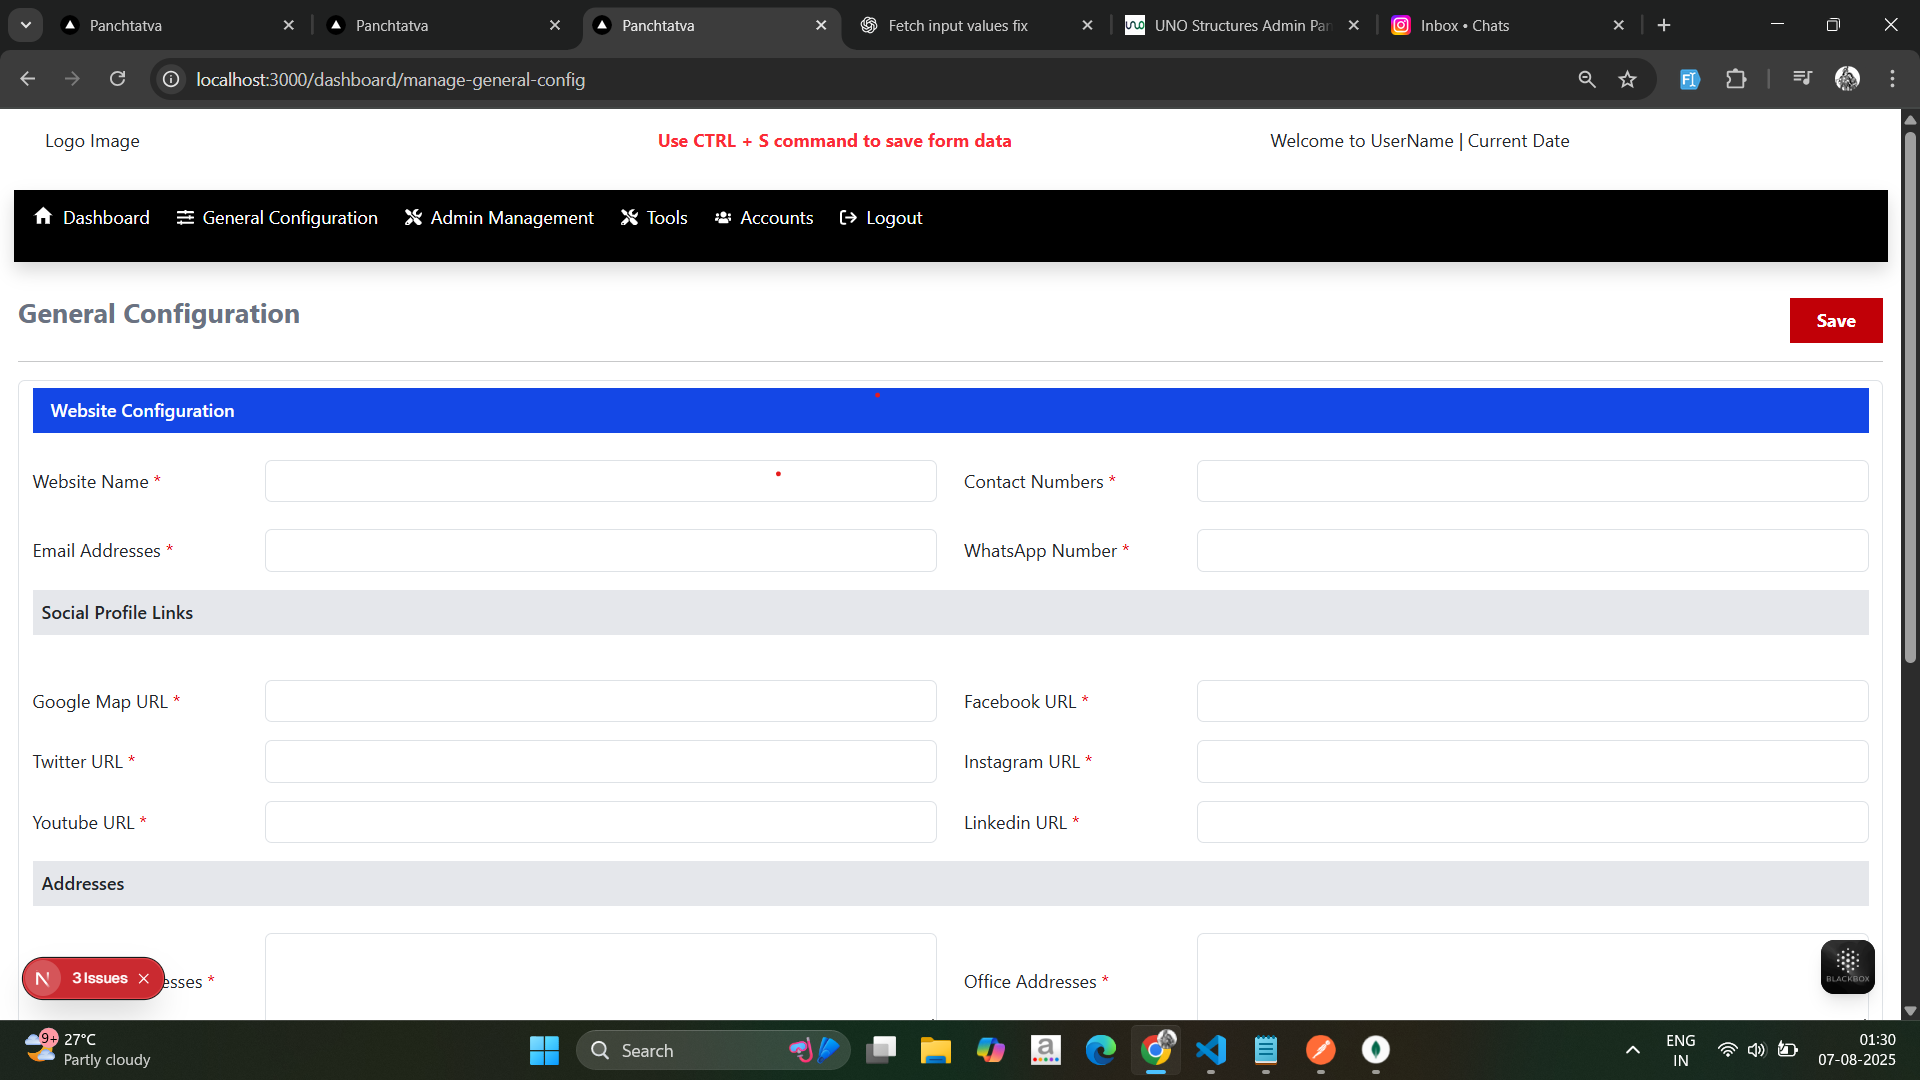 Panchtatva
Panchtatva
Panchtatva
Fetch input values fix
UNO Structures Admin Pan
Inbox • Chats
localhost:3000/dashboard/manage-general-config
Logo Image
Use CTRL + S command to save form data
Welcome to UserName | Current Date
Dashboard
General Configuration
Admin Management
Tools
Accounts
Logout
General Configuration
Save
Website Configuration
Website Name *
Contact Numbers *
Email Addresses *
WhatsApp Number *
Social Profile Links
Google Map URL *
Facebook URL *
Twitter URL *
Instagram URL *
Youtube URL *
Linkedin URL *
Addresses
esses *
Office Addresses *
N 3 Issues
BLACKBOX
9+
27°C
Partly cloudy
Search
ENG
IN
01:30
07-08-2025